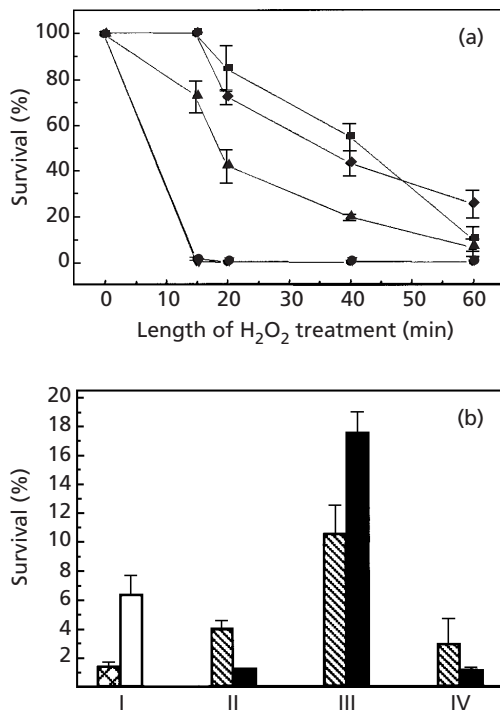 (a)
Survival (%)
100
80
60
40
20
0
0 10 20 30 40 50 60
Length of H₂O₂ treatment (min)
(b)
Survival (%)
20
18
16
14
12
10
8
6
4
2
I II III IV